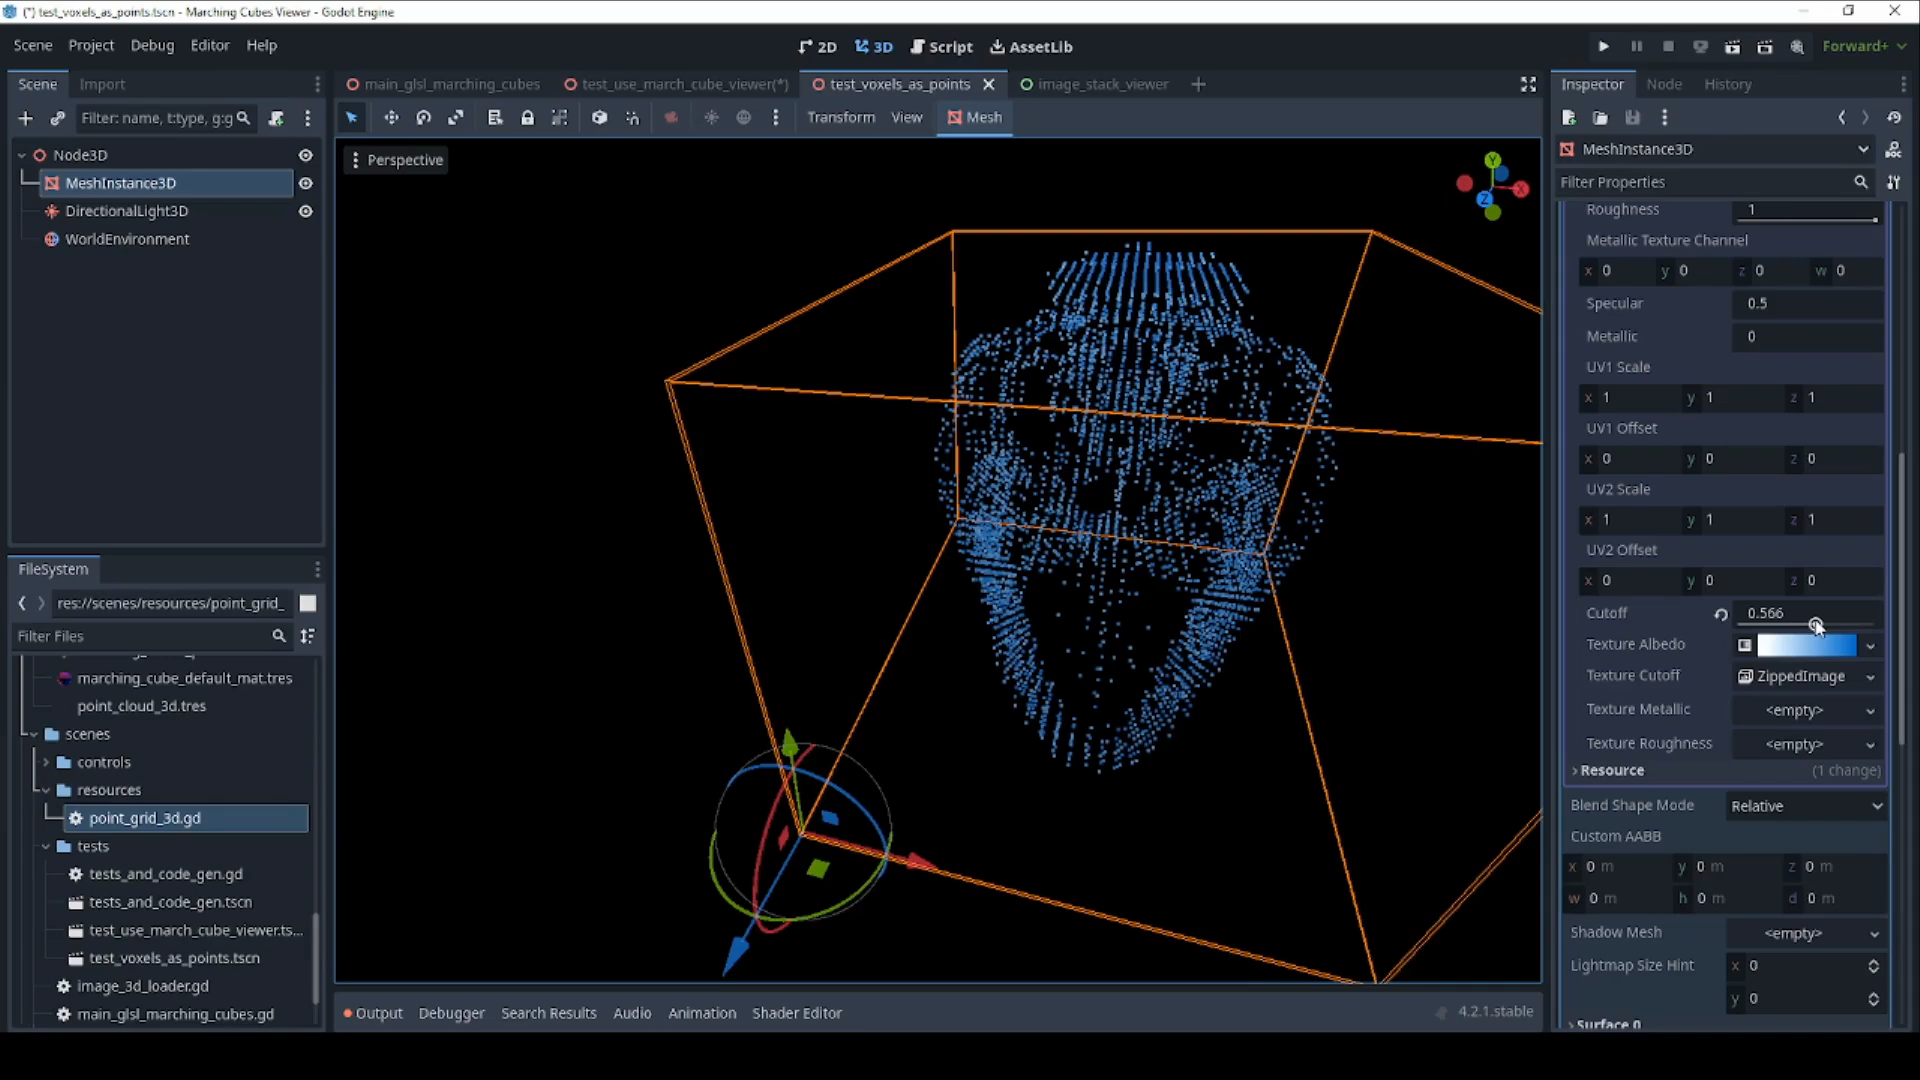 (*) test_voxels_as_points.tscn - Marching Cubes Viewer - Godot Engine
Scene Project Debug Editor Help
2D 3D Script AssetLib
Forward+
Scene Import
Filter: name, t:type, g:g
Node3D
MeshInstance3D
DirectionalLight3D
WorldEnvironment
FileSystem
res://scenes/resources/point_grid_
Filter Files
marching_cube_default_mat.tres
point_cloud_3d.tres
scenes
controls
resources
point_grid_3d.gd
tests
tests_and_code_gen.gd
tests_and_code_gen.tscn
test_use_march_cube_viewer.ts...
test_voxels_as_points.tscn
image_3d_loader.gd
main_glsl_marching_cubes.gd
main_glsl_marching_cubes test_use_march_cube_viewer(*) test_voxels_as_points image_stack_viewer
Transform View Mesh
Perspective
Y
X
Z
Output Debugger Search Results Audio Animation Shader Editor 4.2.1.stable
Inspector Node History
MeshInstance3D
Filter Properties
Roughness 1
Metallic Texture Channel
x 0 y 0 z 0 w 0
Specular 0.5
Metallic 0
UV1 Scale
x 1 y 1 z 1
UV1 Offset
x 0 y 0 z 0
UV2 Scale
x 1 y 1 z 1
UV2 Offset
x 0 y 0 z 0
Cutoff 0.566
Texture Albedo
Texture Cutoff ZippedImage
Texture Metallic <empty>
Texture Roughness <empty>
Resource (1 change)
Blend Shape Mode Relative
Custom AABB
x 0 m y 0 m z 0 m
w 0 m h 0 m d 0 m
Shadow Mesh <empty>
Lightmap Size Hint x 0
y 0
Surface 0